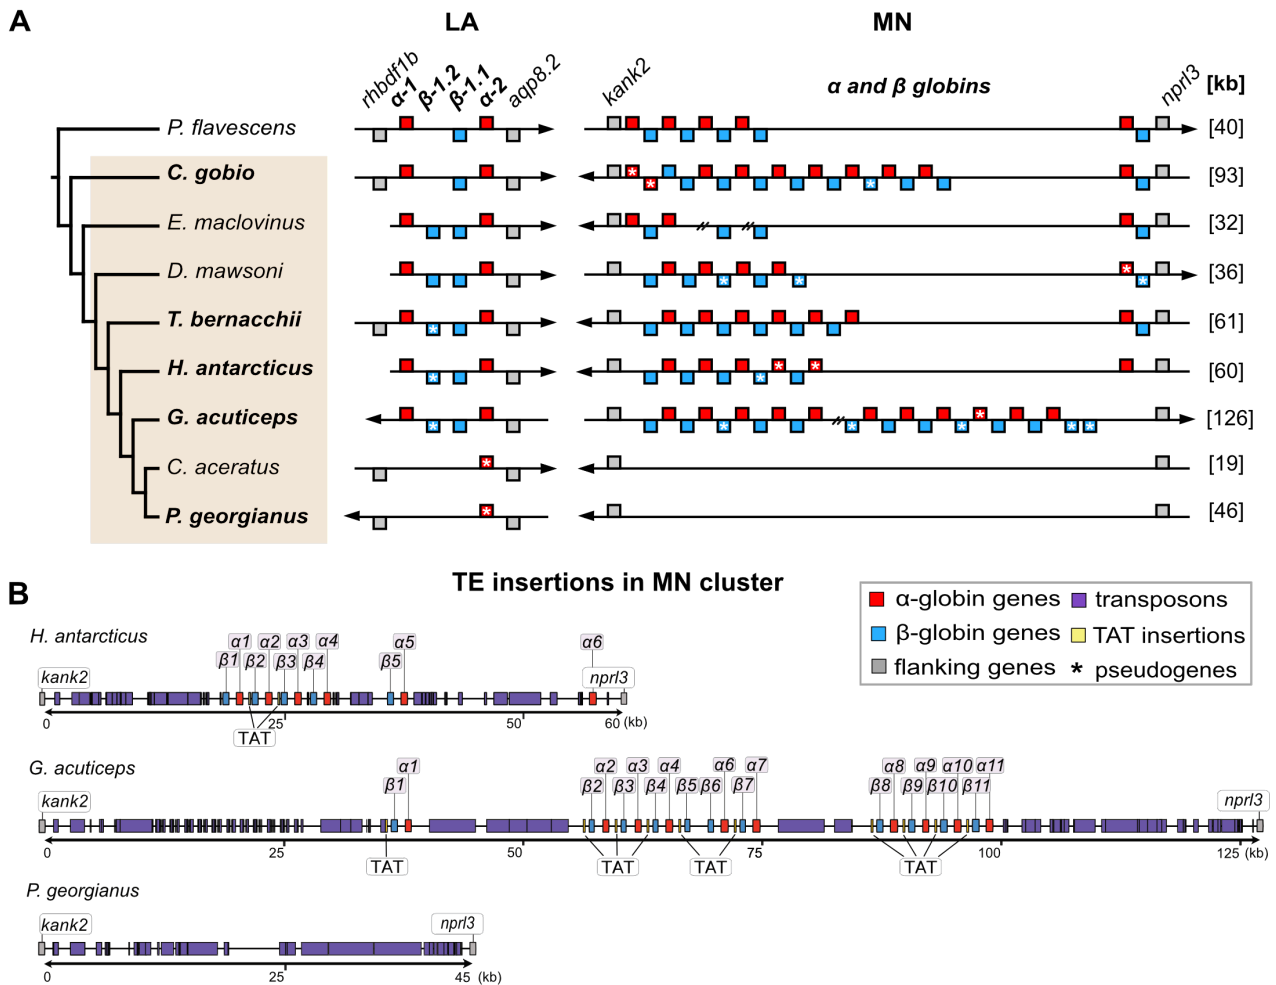 A
LA
MN
rhbdf1b
α-1
β-1.2
β-1.1
α-2
aqp8.2
kank2
α and β globins
nprl3
[kb]
P. flavescens
[40]
C. gobio
* * *
[93]
E. maclovinus
[32]
D. mawsoni
* * * *
[36]
T. bernacchii
*
[61]
H. antarcticus
* * * *
[60]
G. acuticeps
* * * * * * *
[126]
C. aceratus
*
[19]
P. georgianus
*
[46]
B
TE insertions in MN cluster
α-globin genes
transposons
β-globin genes
TAT insertions
flanking genes
* pseudogenes
H. antarcticus
α1 α2 α3 α4 α5 α6
β1 β2 β3 β4 β5
kank2
nprl3
0 25 50 60 (kb)
TAT
G. acuticeps
α1 α2 α3 α4 α6 α7 α8 α9 α10 α11
β1 β2 β3 β4 β5 β6 β7 β8 β9 β10 β11
kank2
nprl3
0 25 50 75 100 125 (kb)
TAT TAT TAT TAT
P. georgianus
kank2
nprl3
0 25 45 (kb)